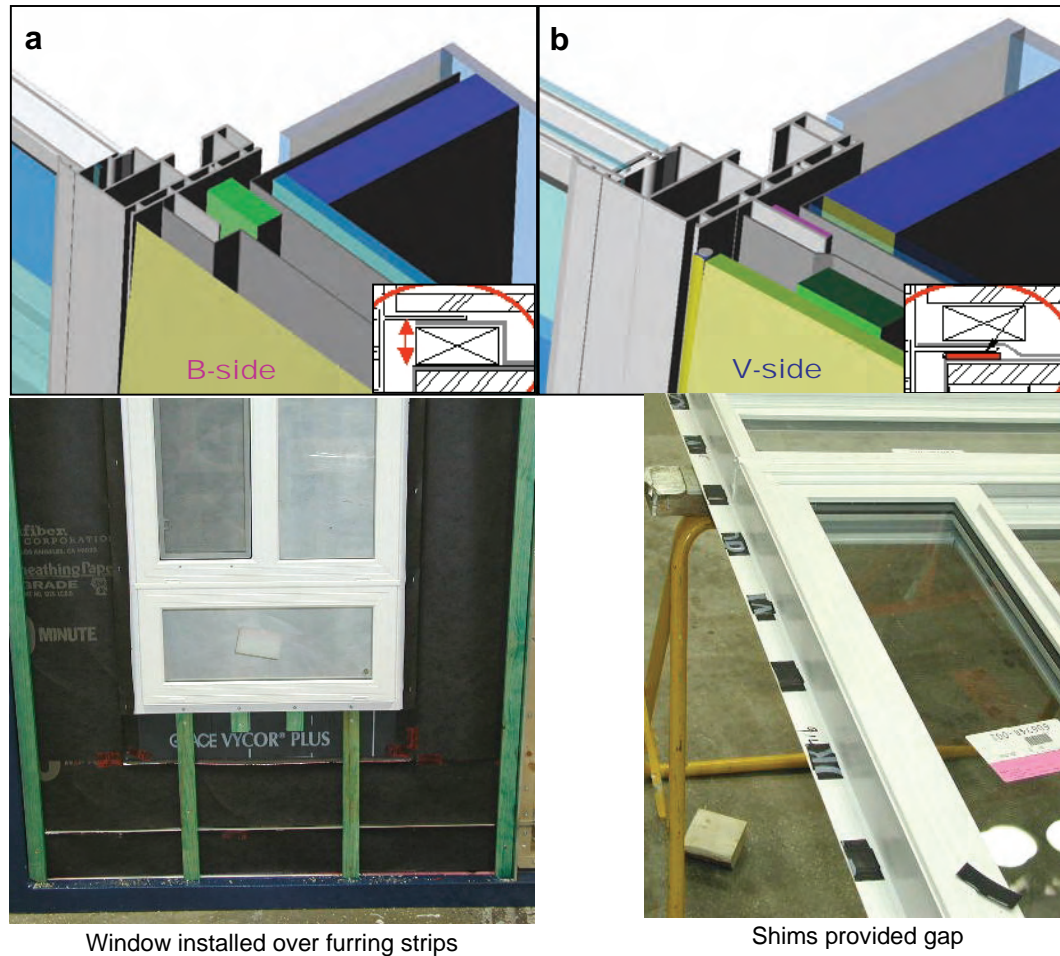 a
b
B-side
V-side
fiber
CORPORATION
LOS ANGELES, CA
heathing Paper
GRADE
MINUTE
GRACE VYCOR® PLUS
Window installed over furring strips
Shims provided gap